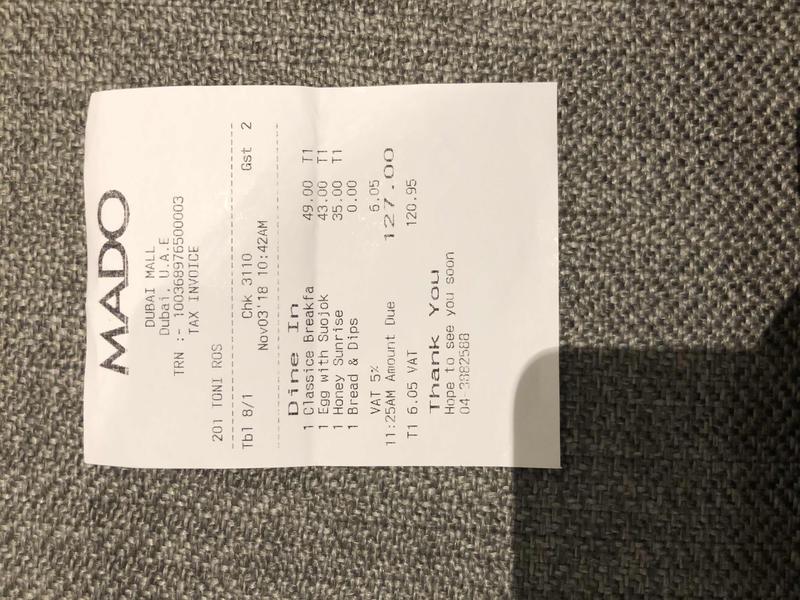 MADO
DUBAI MALL
Dubai, U.A.E
TRN :- 100368976500003
TAX INVOICE
201 TONI ROS
Tbl 8/1 Chk 3110 Gst 2
Nov03'18 10:42AM
Dine In
1 Classice Breakfa 49.00 T1
1 Egg with Suojok 43.00 T1
1 Honey Sunrise 35.00 T1
1 Bread & Dips 0.00
VAT 5% 6.05
11:25AM Amount Due 127.00
T1 6.05 VAT 120.95
Thank You
Hope to see you soon
04-3382588